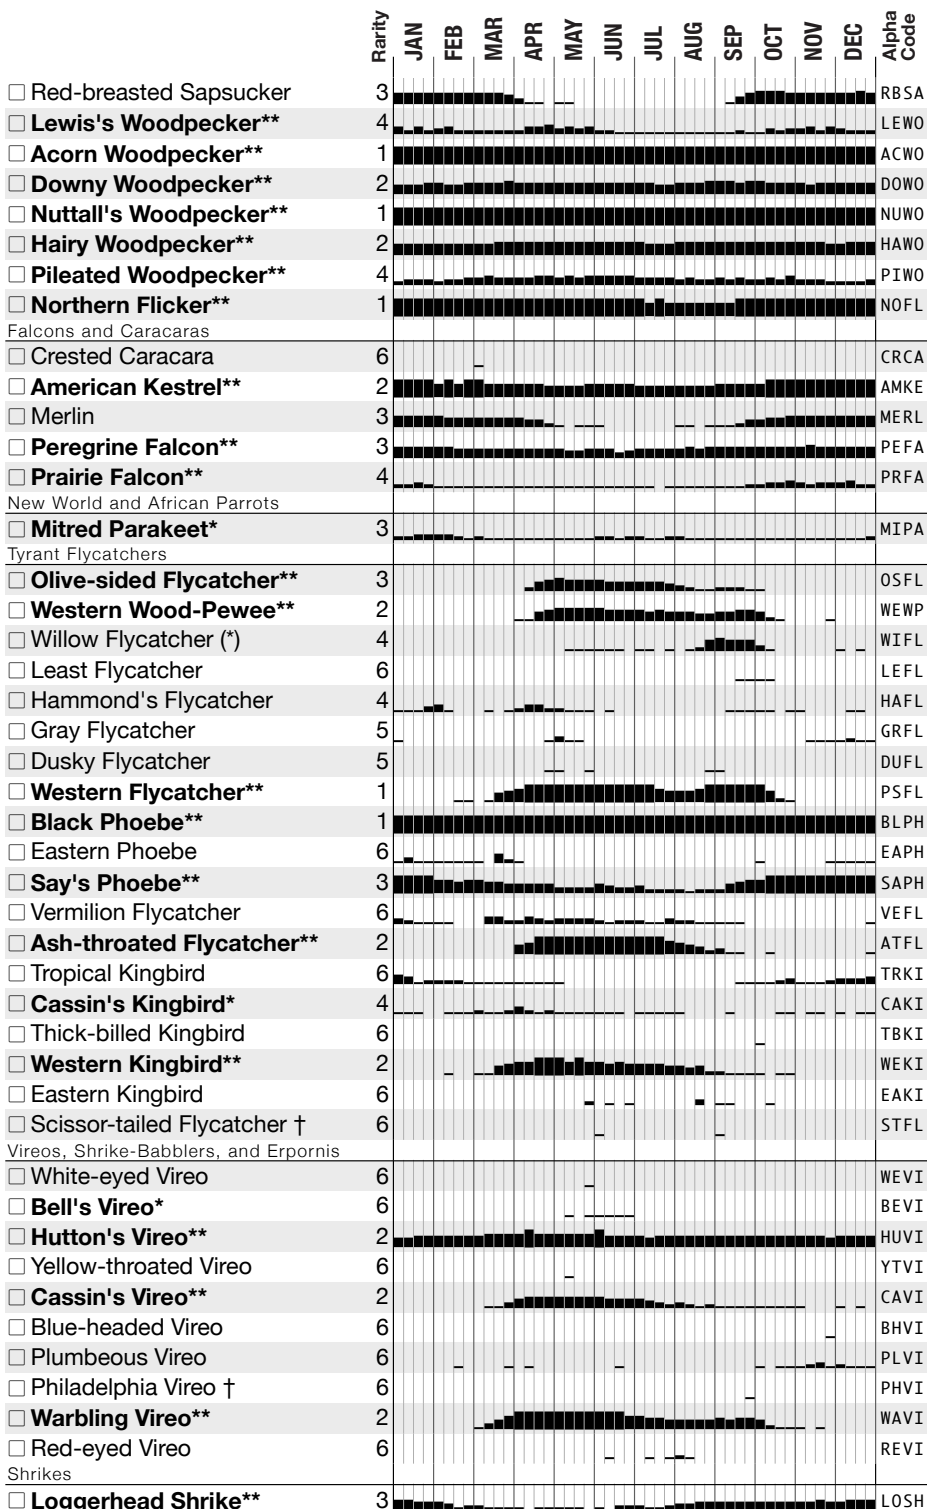 Rarity JAN FEB MAR APR MAY JUN JUL AUG SEP OCT NOV DEC Alpha Code
Red-breasted Sapsucker 3 RBSA
Lewis's Woodpecker** 4 LEWO
Acorn Woodpecker** 1 ACWO
Downy Woodpecker** 2 DOWO
Nuttall's Woodpecker** 1 NUWO
Hairy Woodpecker** 2 HAWO
Pileated Woodpecker** 4 PIWO
Northern Flicker** 1 NOFL
Falcons and Caracaras
Crested Caracara 6 CRCA
American Kestrel** 2 AMKE
Merlin 3 MERL
Peregrine Falcon** 3 PEFA
Prairie Falcon** 4 PRFA
New World and African Parrots
Mitred Parakeet* 3 MIPA
Tyrant Flycatchers
Olive-sided Flycatcher** 3 OSFL
Western Wood-Pewee** 2 WEWP
Willow Flycatcher (*) 4 WIFL
Least Flycatcher 6 LEFL
Hammond's Flycatcher 4 HAFL
Gray Flycatcher 5 GRFL
Dusky Flycatcher 5 DUFL
Western Flycatcher** 1 PSFL
Black Phoebe** 1 BLPH
Eastern Phoebe 6 EAPH
Say's Phoebe** 3 SAPH
Vermilion Flycatcher 6 VEFL
Ash-throated Flycatcher** 2 ATFL
Tropical Kingbird 6 TRKI
Cassin's Kingbird* 4 CAKI
Thick-billed Kingbird 6 TBKI
Western Kingbird** 2 WEKI
Eastern Kingbird 6 EAKI
Scissor-tailed Flycatcher † 6 STFL
Vireos, Shrike-Babblers, and Erpornis
White-eyed Vireo 6 WEVI
Bell's Vireo* 6 BEVI
Hutton's Vireo** 2 HUVI
Yellow-throated Vireo 6 YTVI
Cassin's Vireo** 2 CAVI
Blue-headed Vireo 6 BHVI
Plumbeous Vireo 6 PLVI
Philadelphia Vireo † 6 PHVI
Warbling Vireo** 2 WAVI
Red-eyed Vireo 6 REVI
Shrikes
Loggerhead Shrike** 3 LOSH